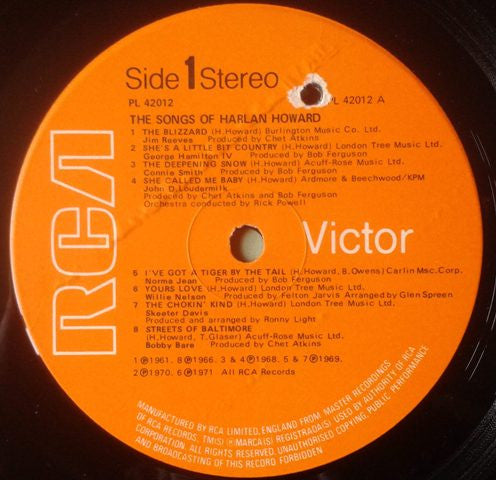 Side 1 Stereo
PL 42012
PL 42012 A
THE SONGS OF HARLAN HOWARD
1 THE BLIZZARD (H.Howard) Burlington Music Co. Ltd.
Jim Reeves Produced by Chet Atkins
2 SHE'S A LITTLE BIT COUNTRY (H.Howard) London Tree Music Ltd.
George Hamilton IV Produced by Bob Ferguson
3 THE DEEPENING SNOW (H.Howard) Acuff-Rose Music Ltd.
Connie Smith Produced by Bob Ferguson
4 SHE CALLED ME BABY (H.Howard) Ardmore & Beechwood/KPM
John D Loudermilk
Produced by Chet Atkins and Bob Ferguson
Orchestra conducted by Rick Powell
RCA
Victor
5 I'VE GOT A TIGER BY THE TAIL (H.Howard, B.Owens) Carlin Msc. Corp.
Norma Jean Produced by Bob Ferguson
6 YOURS LOVE (H.Howard) London Tree Music Ltd.
Willie Nelson Produced by Felton Jarvis Arranged by Glen Spreen
7 THE CHOKIN' KIND (H.Howard) London Tree Music Ltd.
Skeeter Davis
Produced and arranged by Ronny Light
8 STREETS OF BALTIMORE
(H.Howard, T.Glaser) Acuff-Rose Music Ltd.
Bobby Bare Produced by Chet Atkins
1 ℗ 1961. 8 ℗ 1966. 3 & 4 ℗ 1968. 5 & 7 ℗ 1969.
2 ℗ 1970. 6 ℗ 1971 All RCA Records
MANUFACTURED BY RCA LIMITED, ENGLAND FROM MASTER RECORDINGS
OF RCA RECORDS. TM(S) ® MARCA(S) REGISTRADA(S) USED BY AUTHORITY OF RCA
CORPORATION. ALL RIGHTS RESERVED. UNAUTHORISED COPYING, PUBLIC PERFORMANCE
AND BROADCASTING OF THIS RECORD FORBIDDEN